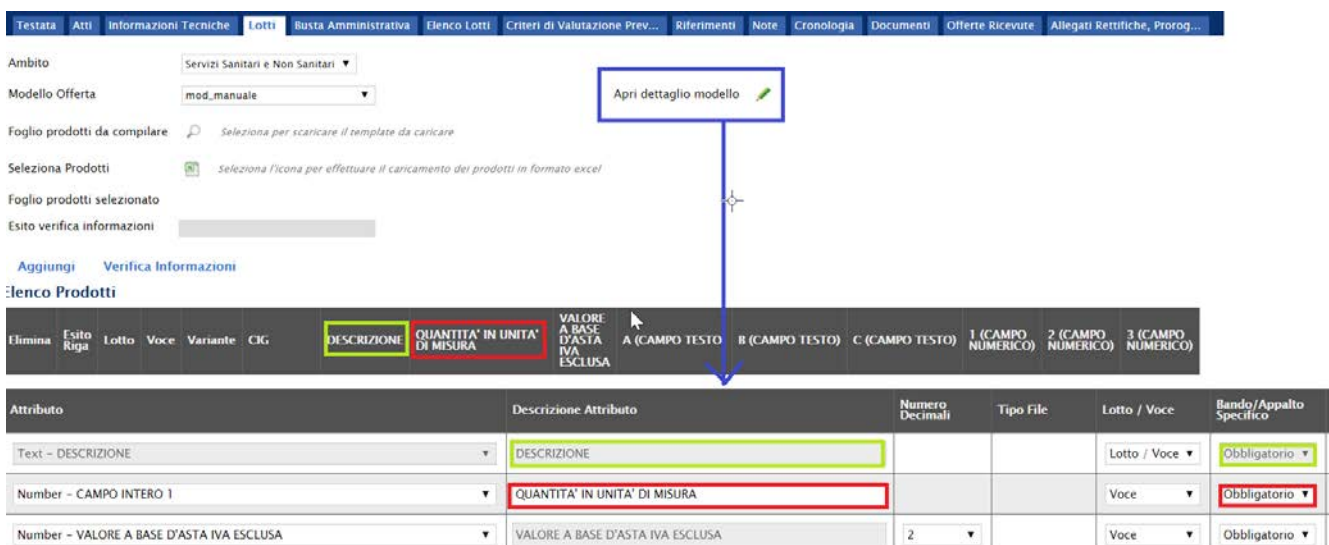 Testata Atti Informazioni Tecniche Lotti Busta Amministrativa Elenco Lotti Criteri di Valutazione Prev... Riferimenti Note Cronologia Documenti Offerte Ricevute Allegati Rettifiche, Prorog...
Ambito Servizi Sanitari e Non Sanitari
Modello Offerta mod_manuale Apri dettaglio modello
Foglio prodotti da compilare Seleziona per scaricare il template da caricare
Seleziona Prodotti Seleziona l'icona per effettuare il caricamento dei prodotti in formato excel
Foglio prodotti selezionato
Esito verifica informazioni
Aggiungi Verifica Informazioni
Elenco Prodotti
Elimina Esito Riga Lotto Voce Variante CIG DESCRIZIONE QUANTITA' IN UNITA' DI MISURA VALORE A BASE D'ASTA IVA ESCLUSA A (CAMPO TESTO) B (CAMPO TESTO) C (CAMPO TESTO) 1 (CAMPO NUMERICO) 2 (CAMPO NUMERICO) 3 (CAMPO NUMERICO)
Attributo Descrizione Attributo Numero Decimali Tipo File Lotto / Voce Bando/Appalto Specifico
Text - DESCRIZIONE DESCRIZIONE Lotto / Voce Obbligatorio
Number - CAMPO INTERO 1 QUANTITA' IN UNITA' DI MISURA Voce Obbligatorio
Number - VALORE A BASE D'ASTA IVA ESCLUSA VALORE A BASE D'ASTA IVA ESCLUSA 2 Voce Obbligatorio